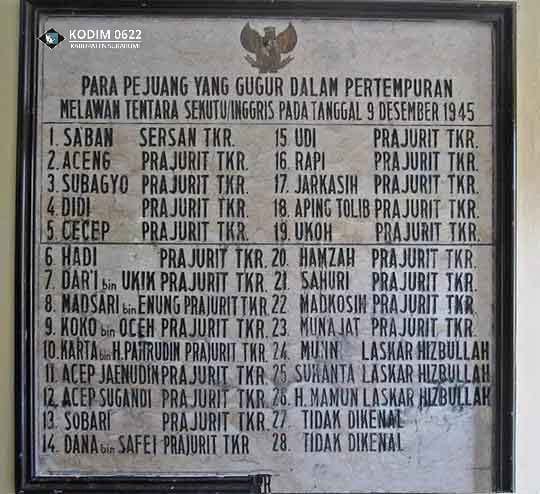 KODIM 0622
KABUPATEN SUKABUMI
PARA PEJUANG YANG GUGUR DALAM PERTEMPURAN
MELAWAN TENTARA SEKUTU/INGGRIS PADA TANGGAL 9 DESEMBER 1945
1. SA'BAN SERSAN TKR.
2. ACENG PRAJURIT TKR.
3. SUBAGYO PRAJURIT TKR.
4. DIDI PRAJURIT TKR.
5. CECEP PRAJURIT TKR.
6 HADI PRAJURIT TKR.
7. DAR'I bin UKIK PRAJURIT TKR.
8. MADSARI bin ENUNG PRAJURIT TKR.
9. KOKO bin OCEH PRAJURIT TKR.
10. KARTA bin H. PAHRUDIN PRAJURIT TKR.
11. ACEP JAENUDIN PRAJURIT TKR.
12. ACEP SUGANDI PRAJURIT TKR.
13. SOBARI PRAJURIT TKR.
14. DANA bin SAFEI PRAJURIT TKR
15. UDI PRAJURIT TKR.
16. RAPI PRAJURIT TKR.
17. JARKASIH PRAJURIT TKR.
18. APING TOLIB PRAJURIT TKR.
19. UKOH PRAJURIT TKR.
20. HAMZAH PRAJURIT TKR.
21. SAHURI PRAJURIT TKR.
22. MADKOSIH PRAJURIT TKR.
23. MUNAJAT PRAJURIT TKR.
24. MU'IN LASKAR HIZBULLAH
25 SUHANTA LASKAR HIZBULLAH
26. H. MAMUN LASKAR HIZBULLAH
27 TIDAK DIKENAL
28. TIDAK DIKENAL